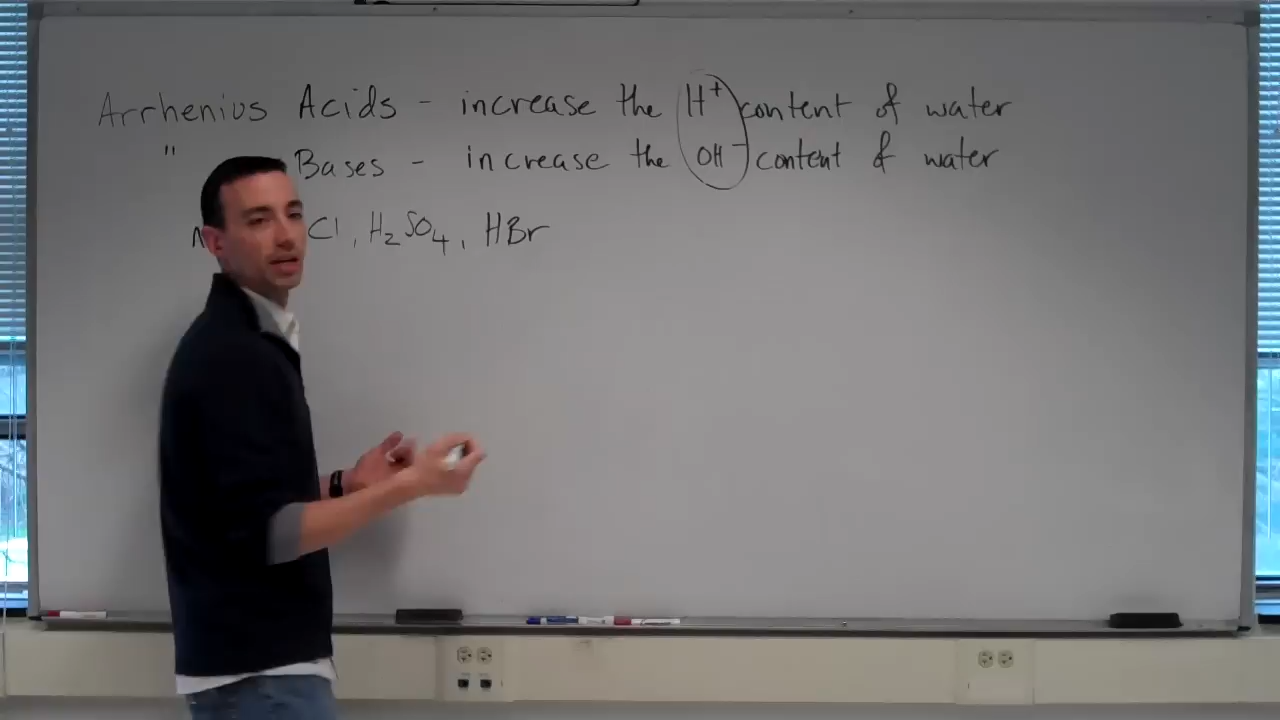 Arrhenius Acids - increase the H⁺ content of water
" Bases - increase the OH⁻ content of water
Cl, H₂SO₄, HBr